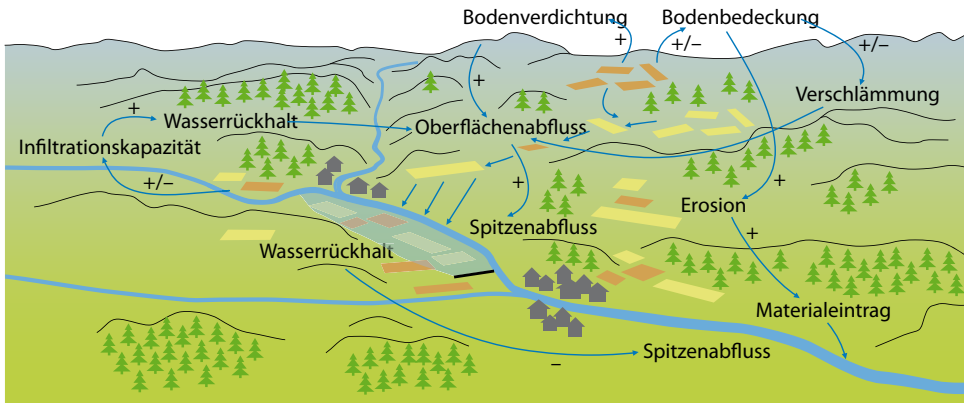 Bodenverdichtung
Bodenbedeckung
+
+/–
+/–
+
Verschlämmung
+
Wasserrückhalt
Oberflächenabfluss
Infiltrationskapazität
+/–
+
+
Erosion
Spitzenabfluss
+
Wasserrückhalt
Materialeintrag
Spitzenabfluss
–